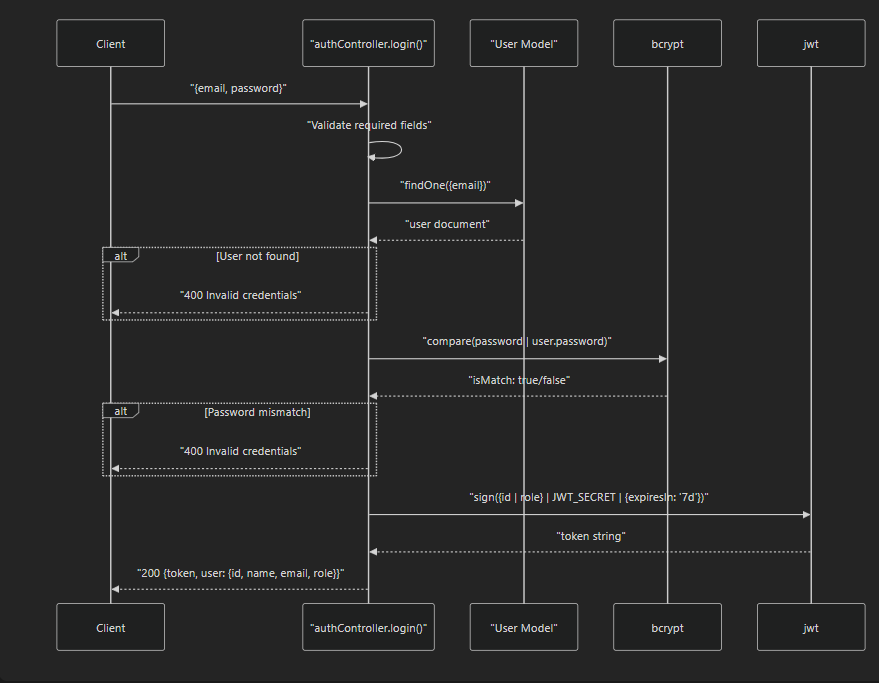 Client
"authController.login()"
"User Model"
bcrypt
jwt
"{email, password}"
"Validate required fields"
"findOne({email})"
"user document"
alt
[User not found]
"400 Invalid credentials"
"compare(password | user.password)"
"isMatch: true/false"
alt
[Password mismatch]
"400 Invalid credentials"
"sign({id | role} | JWT_SECRET | {expiresIn: '7d'})"
"token string"
"200 {token, user: {id, name, email, role}}"
Client
"authController.login()"
"User Model"
bcrypt
jwt